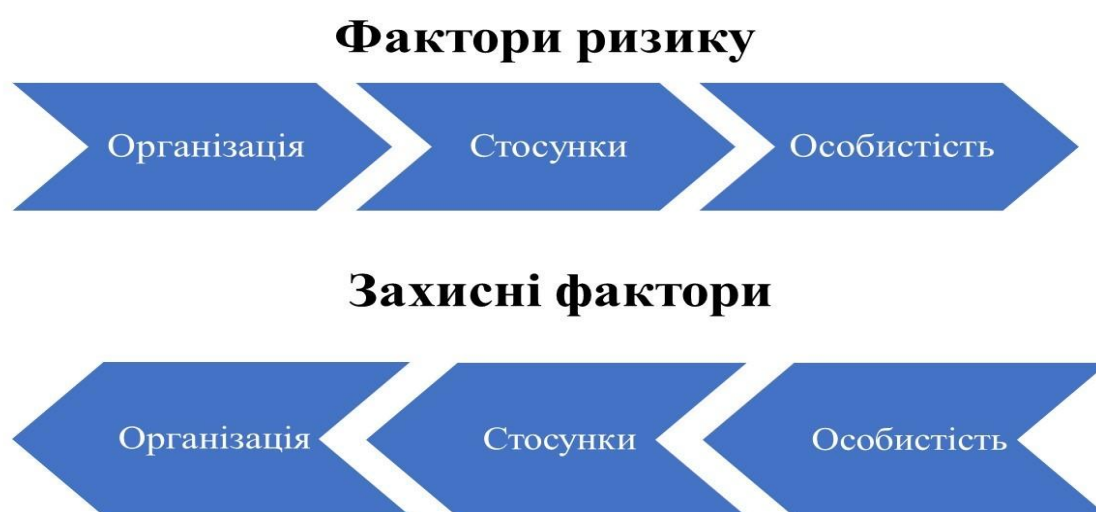 Фактори ризику
Організація Стосунки Особистість
Захисні фактори
Організація Стосунки Особистість